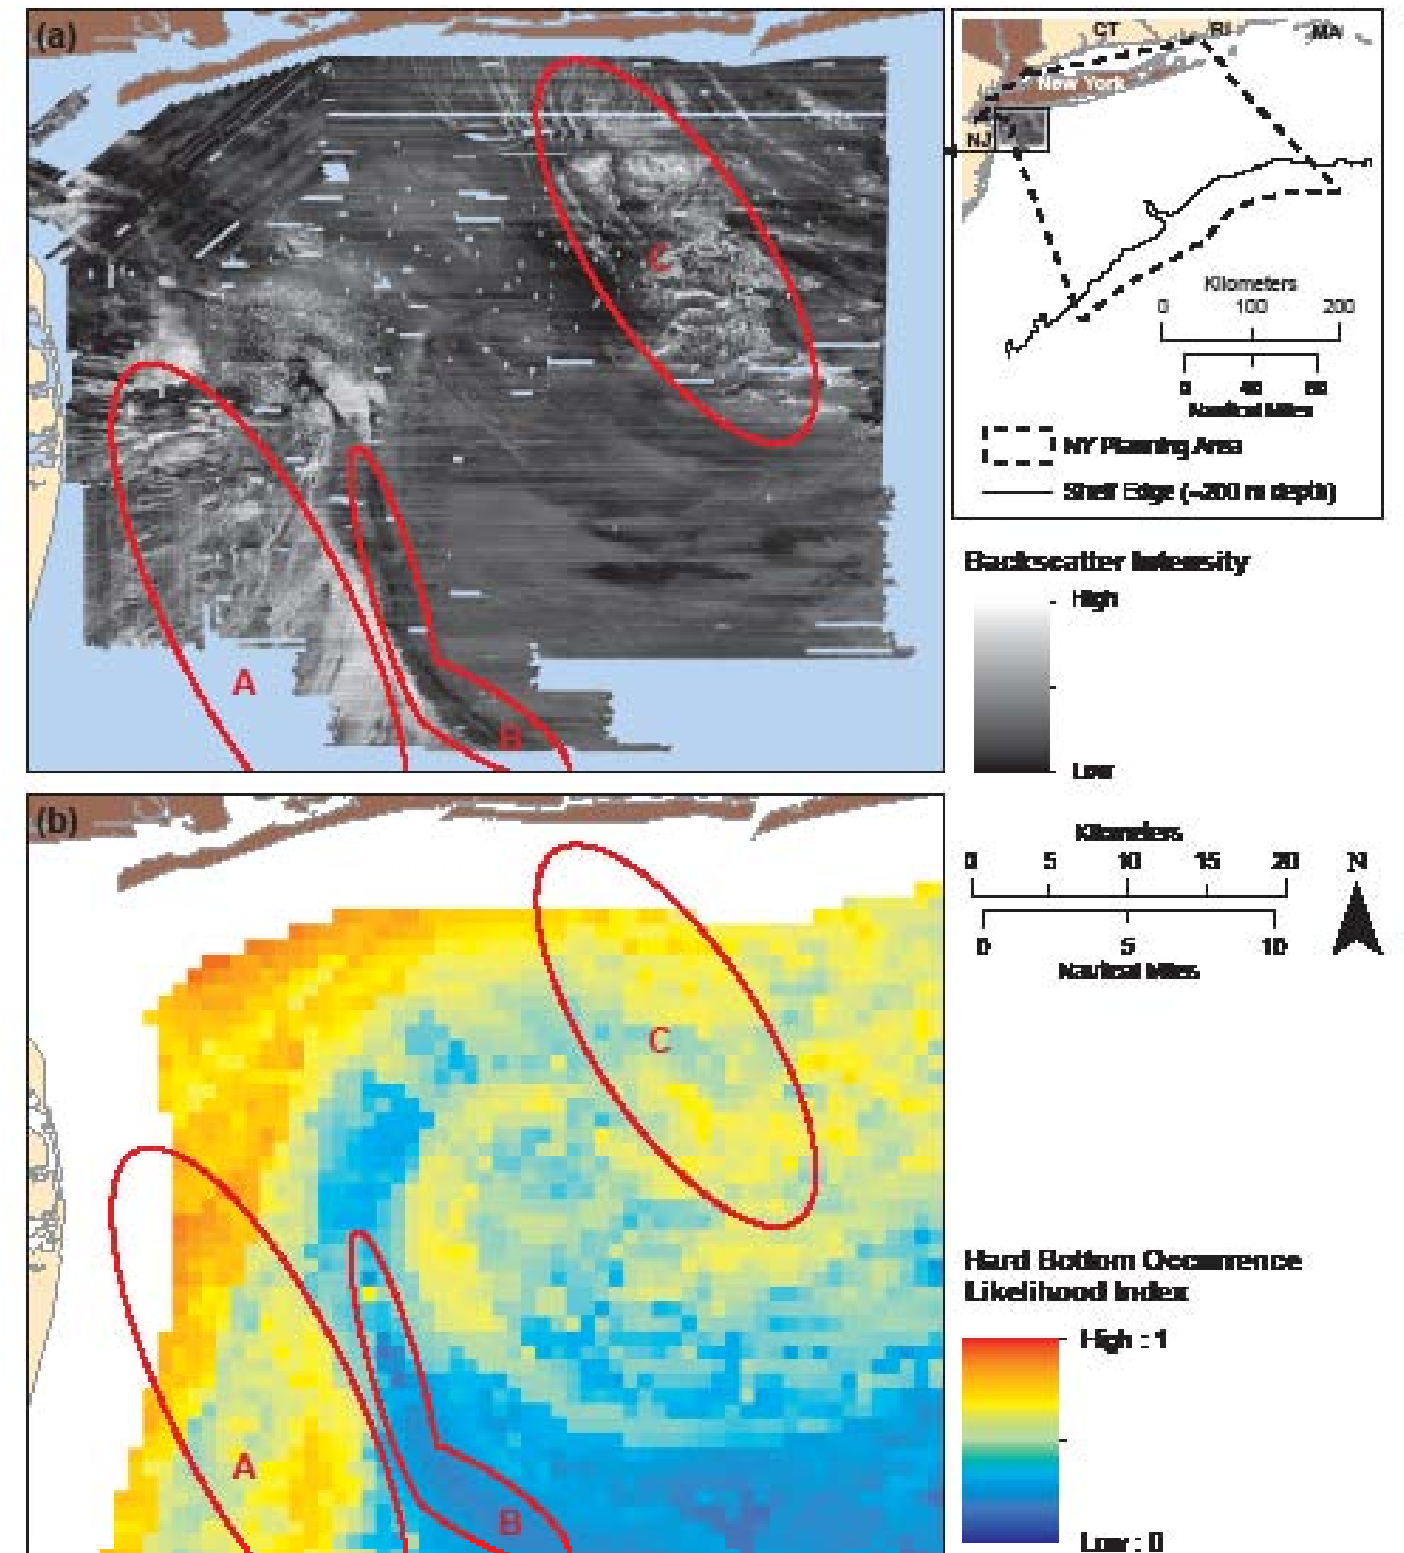 (a)
C
A
B
CT
RI
MA
New York
NJ
Kilometers
0 100 200
0 40 80
Nautical Miles
NY Planning Area
Shelf Edge (~200 m depth)
Backscatter Intensity
High
Low
Kilometers
0 5 10 15 20
N
0 5 10
Nautical Miles
(b)
C
A
B
Hard Bottom Occurrence
Likelihood Index
High : 1
Low : 0